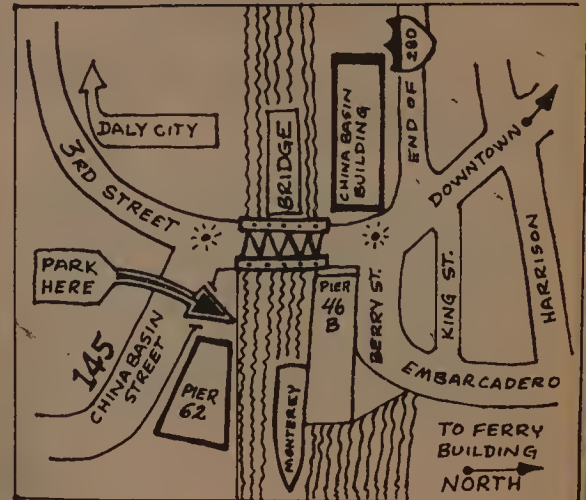 280
END OF
DALY CITY
3RD STREET
BRIDGE
CHINA BASIN
BUILDING
DOWNTOWN
PARK
HERE
PIER
46
B
BERRY ST.
KING ST.
HARRISON
145
CHINA BASIN
STREET
PIER
62
MONTEREY
EMBARCADERO
TO FERRY
BUILDING
NORTH